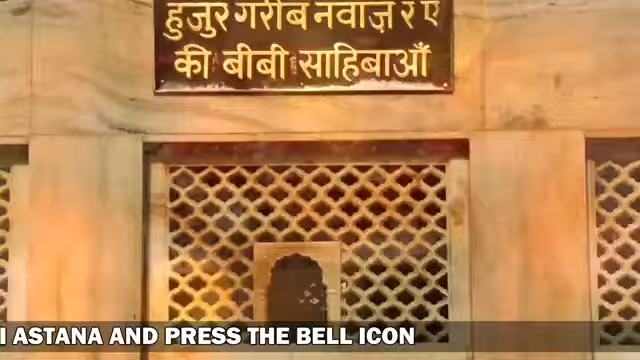 हुजुर गरीब नवाज़ र ए
की बीबी साहिबाआँ
I ASTANA AND PRESS THE BELL ICON